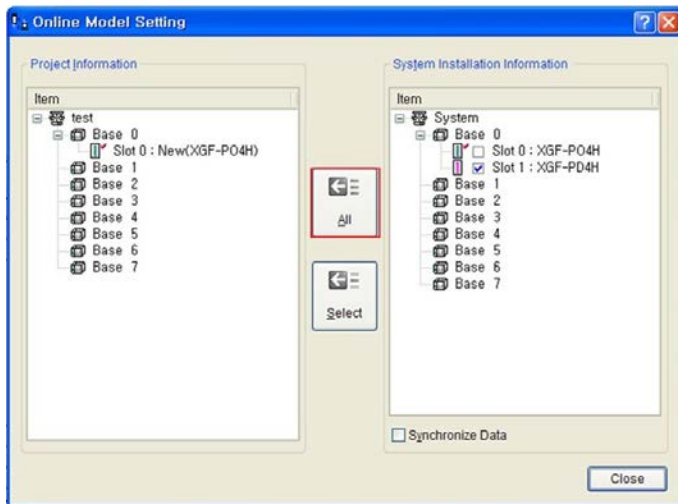 Online Model Setting
Project Information
Item
test
Base 0
Slot 0 : New(XGF-PO4H)
Base 1
Base 2
Base 3
Base 4
Base 5
Base 6
Base 7
All
Select
System Installation Information
Item
System
Base 0
Slot 0 : XGF-PO4H
Slot 1 : XGF-PD4H
Base 1
Base 2
Base 3
Base 4
Base 5
Base 6
Base 7
Synchronize Data
Close